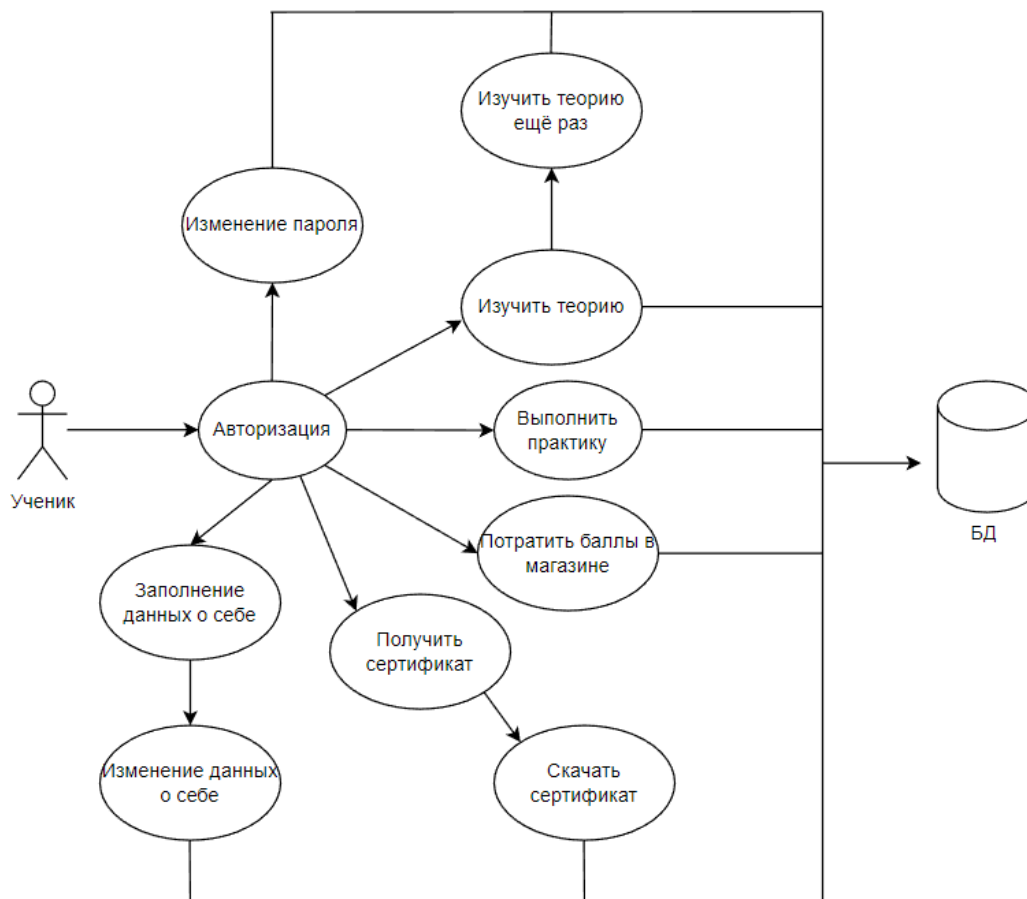 Изучить теорию
ещё раз
Изменение пароля
Изучить теорию
Ученик
Авторизация
Выполнить
практику
БД
Потратить баллы в
магазине
Заполнение
данных о себе
Получить
сертификат
Изменение данных
о себе
Скачать
сертификат